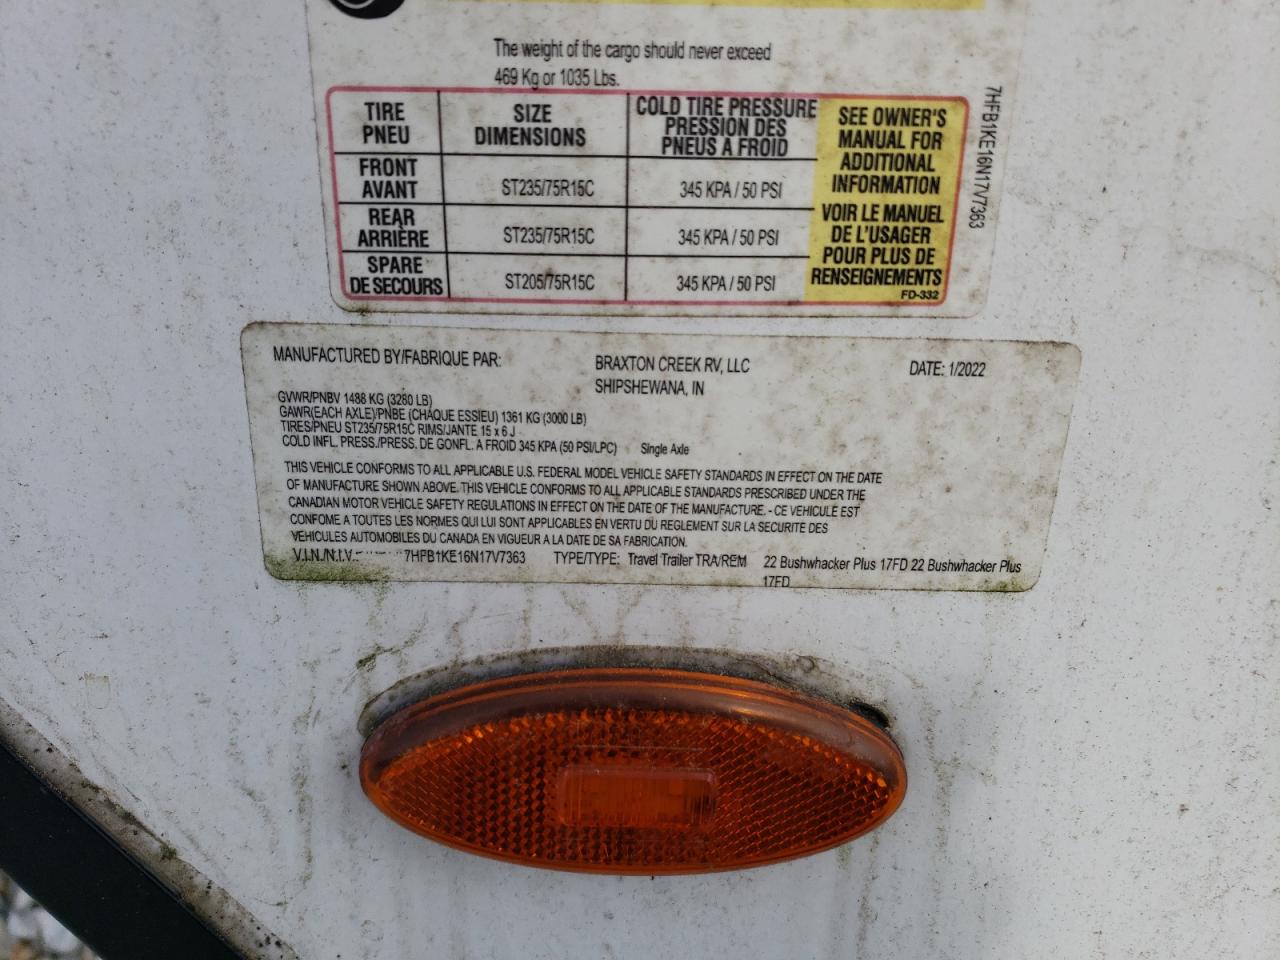 The weight of the cargo should never exceed
469 Kg or 1035 Lbs.
TIRE
PNEU
SIZE
DIMENSIONS
COLD TIRE PRESSURE
PRESSION DES
PNEUS A FROID
FRONT
AVANT
ST235/75R15C
345 KPA / 50 PSI
REAR
ARRIÈRE
ST235/75R15C
345 KPA / 50 PSI
SPARE
DE SECOURS
ST205/75R15C
345 KPA / 50 PSI
SEE OWNER'S
MANUAL FOR
ADDITIONAL
INFORMATION
VOIR LE MANUEL
DE L'USAGER
POUR PLUS DE
RENSEIGNEMENTS
FD-332
7HFB1KE16N17V7363
MANUFACTURED BY/FABRIQUE PAR: BRAXTON CREEK RV, LLC DATE: 1/2022
SHIPSHEWANA, IN
GVWR/PNBV 1488 KG (3280 LB)
GAWR(EACH AXLE)/PNBE (CHAQUE ESSIEU) 1361 KG (3000 LB)
TIRES/PNEU ST235/75R15C RIMS/JANTE 15 x 6 J
COLD INFL. PRESS./PRESS. DE GONFL. A FROID 345 KPA (50 PSI/LPC) Single Axle
THIS VEHICLE CONFORMS TO ALL APPLICABLE U.S. FEDERAL MODEL VEHICLE SAFETY STANDARDS IN EFFECT ON THE DATE
OF MANUFACTURE SHOWN ABOVE. THIS VEHICLE CONFORMS TO ALL APPLICABLE STANDARDS PRESCRIBED UNDER THE
CANADIAN MOTOR VEHICLE SAFETY REGULATIONS IN EFFECT ON THE DATE OF THE MANUFACTURE. - CE VEHICULE EST
CONFOME A TOUTES LES NORMES QUI LUI SONT APPLICABLES EN VERTU DU REGLEMENT SUR LA SECURITE DES
VEHICULES AUTOMOBILES DU CANADA EN VIGUEUR A LA DATE DE SA FABRICATION.
V.I.N./N.I.V.: 7HFB1KE16N17V7363 TYPE/TYPE: Travel Trailer TRA/REM 22 Bushwhacker Plus 17FD 22 Bushwhacker Plus
17FD